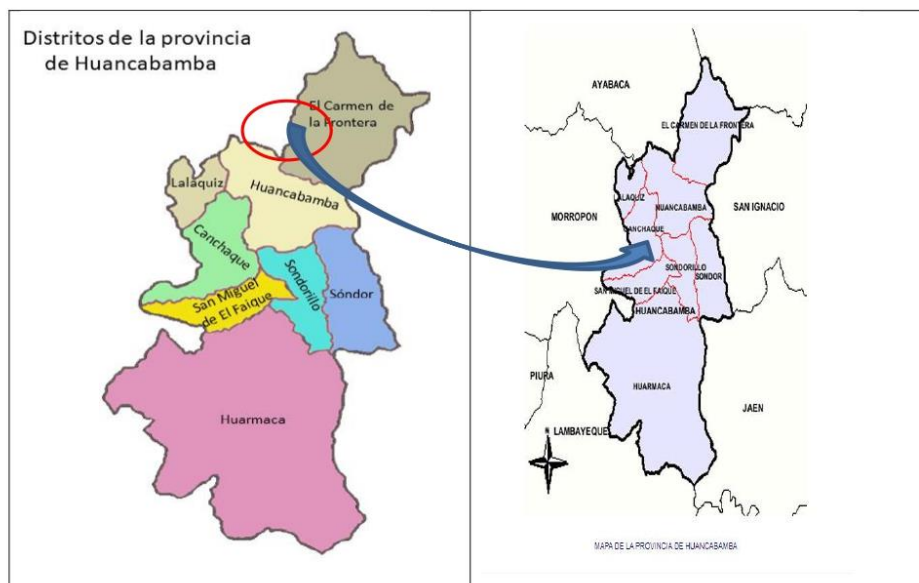 Distritos de la provincia
de Huancabamba
El Carmen de
la Frontera
Lalaquiz
Huancabamba
Canchaque
Sondorillo
Sóndor
San Miguel
de El Faique
Huarmaca
AYABACA
EL CARMEN DE LA FRONTERA
LALAQUIZ
HUANCABAMBA
SAN IGNACIO
MORROPON
CANCHAQUE
SONDORILLO
SONDOR
SAN MIGUEL DE EL FAIQUE
HUANCABAMBA
PIURA
HUARMACA
JAEN
LAMBAYEQUE
MAPA DE LA PROVINCIA DE HUANCABAMBA